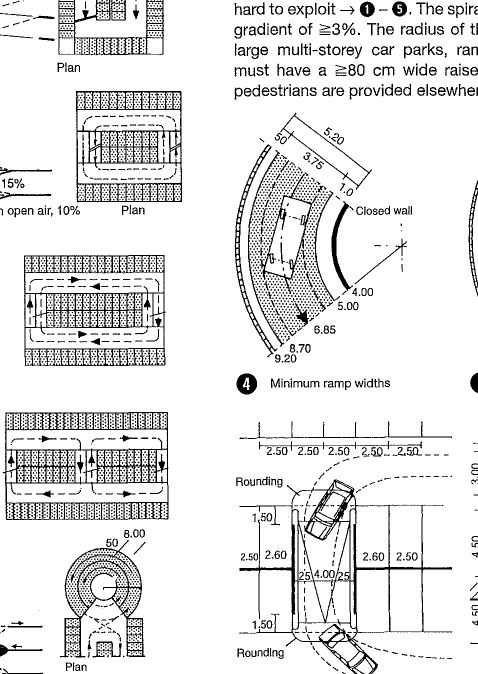 hard to exploit → ❶ – ❺. The spira
gradient of ≧3%. The radius of th
large multi-storey car parks, ram
must have a ≧80 cm wide raise
pedestrians are provided elsewher
Plan
15%
n open air, 10%
Plan
5.20
50
3.75
1.0
Closed wall
4.00
5.00
6.85
8.70
9.20
❹ Minimum ramp widths
2.50 2.50 2.50 2.50 2.50
Rounding
1.50
2.50 2.60 25 4.00 25 2.60 2.50
1.50
Rounding
3.00
4.50
4.50
50
8.00
Plan